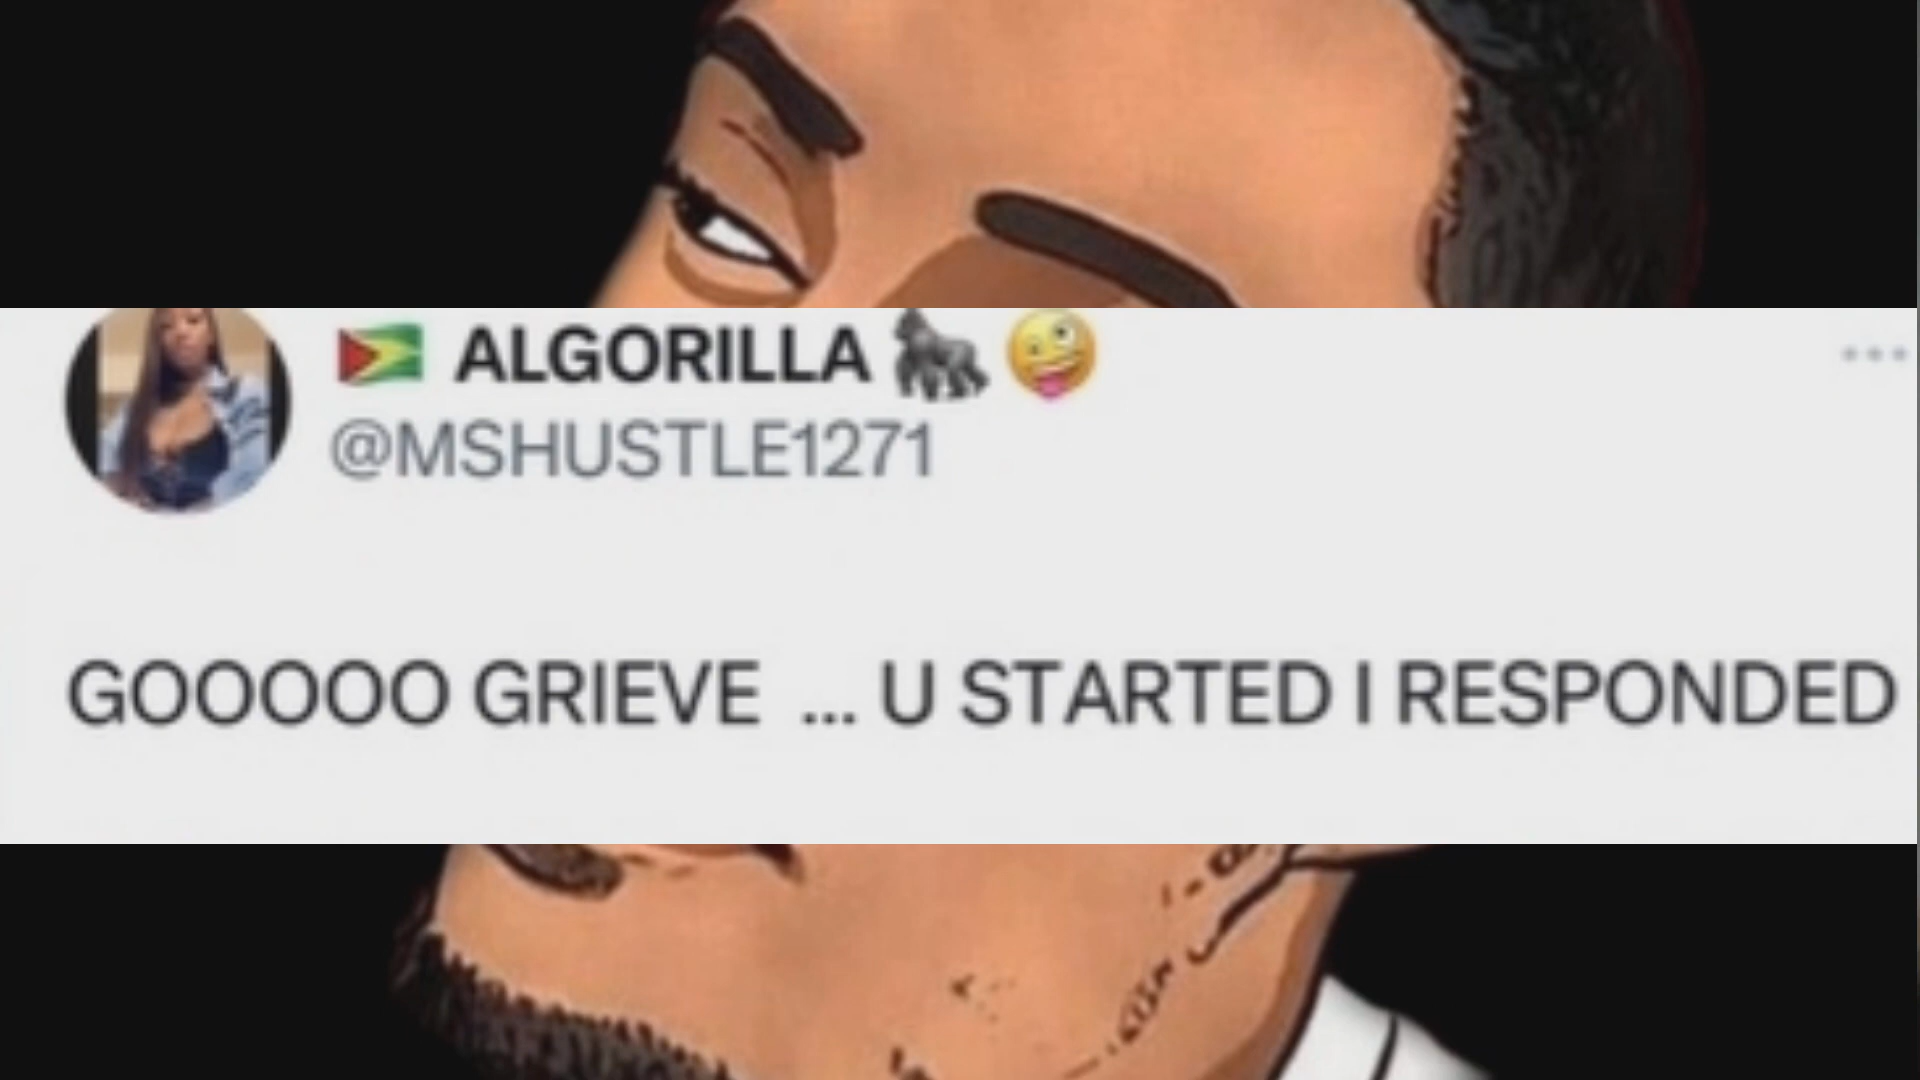 🇬🇾 ALGORILLA 🦍🤪
@MSHUSTLE1271
GOOOOO GRIEVE ... U STARTED I RESPONDED